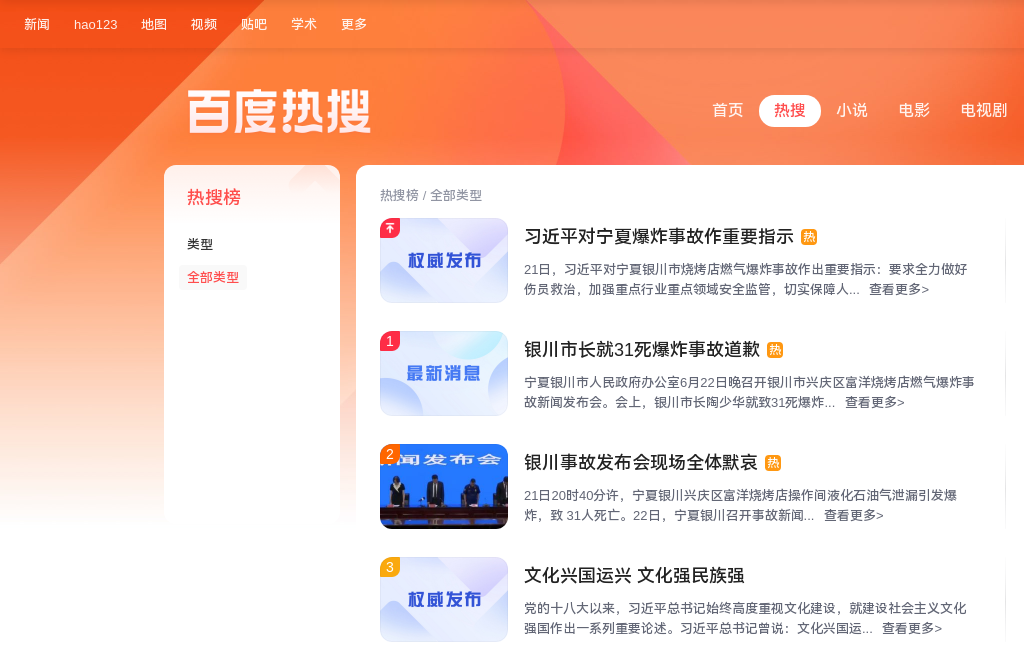 新闻 hao123 地图 视频 贴吧 学术 更多
百度热搜
首页 热搜 小说 电影 电视剧
热搜榜
类型
全部类型
热搜榜 / 全部类型
权威发布
习近平对宁夏爆炸事故作重要指示 热
21日，习近平对宁夏银川市烧烤店燃气爆炸事故作出重要指示：要求全力做好
伤员救治，加强重点行业重点领域安全监管，切实保障人... 查看更多>
1
最新消息
银川市长就31死爆炸事故道歉 热
宁夏银川市人民政府办公室6月22日晚召开银川市兴庆区富洋烧烤店燃气爆炸事
故新闻发布会。会上，银川市长陶少华就致31死爆炸... 查看更多>
2
闻发布会
银川事故发布会现场全体默哀 热
21日20时40分许，宁夏银川兴庆区富洋烧烤店操作间液化石油气泄漏引发爆
炸，致 31人死亡。22日，宁夏银川召开事故新闻... 查看更多>
3
权威发布
文化兴国运兴 文化强民族强
党的十八大以来，习近平总书记始终高度重视文化建设，就建设社会主义文化
强国作出一系列重要论述。习近平总书记曾说：文化兴国运... 查看更多>